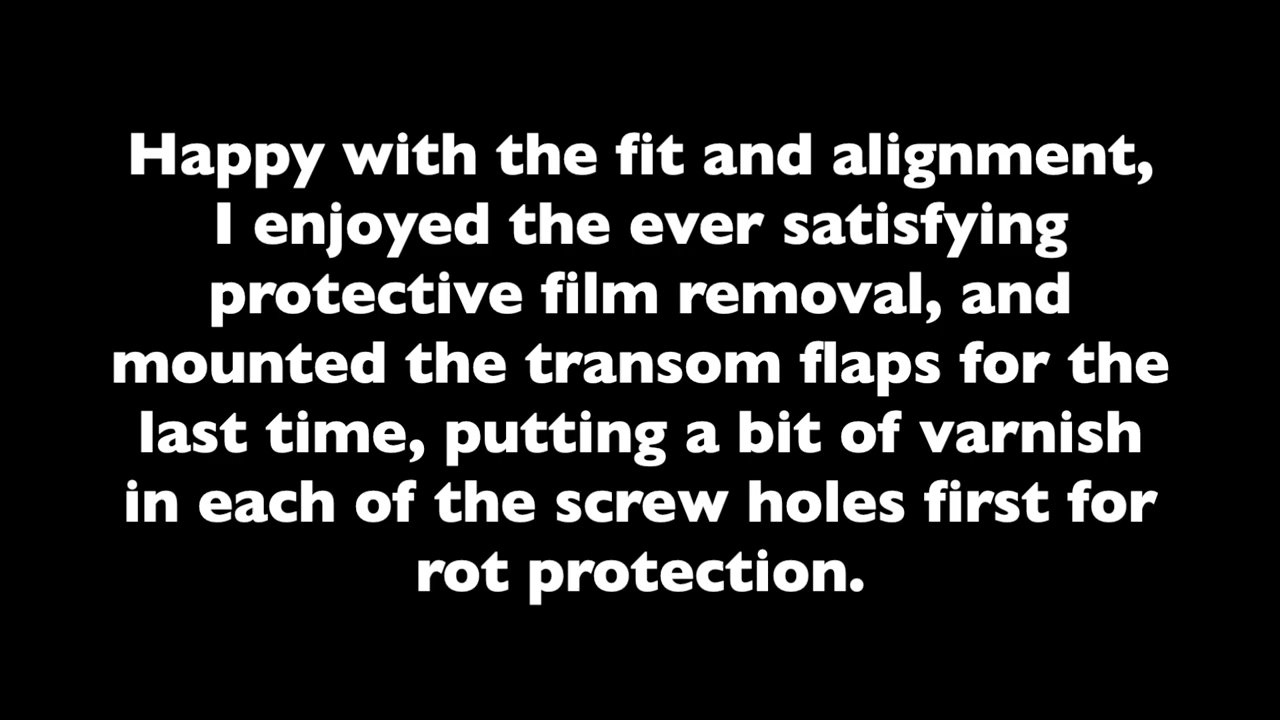 Happy with the fit and alignment,
I enjoyed the ever satisfying
protective film removal, and
mounted the transom flaps for the
last time, putting a bit of varnish
in each of the screw holes first for
rot protection.